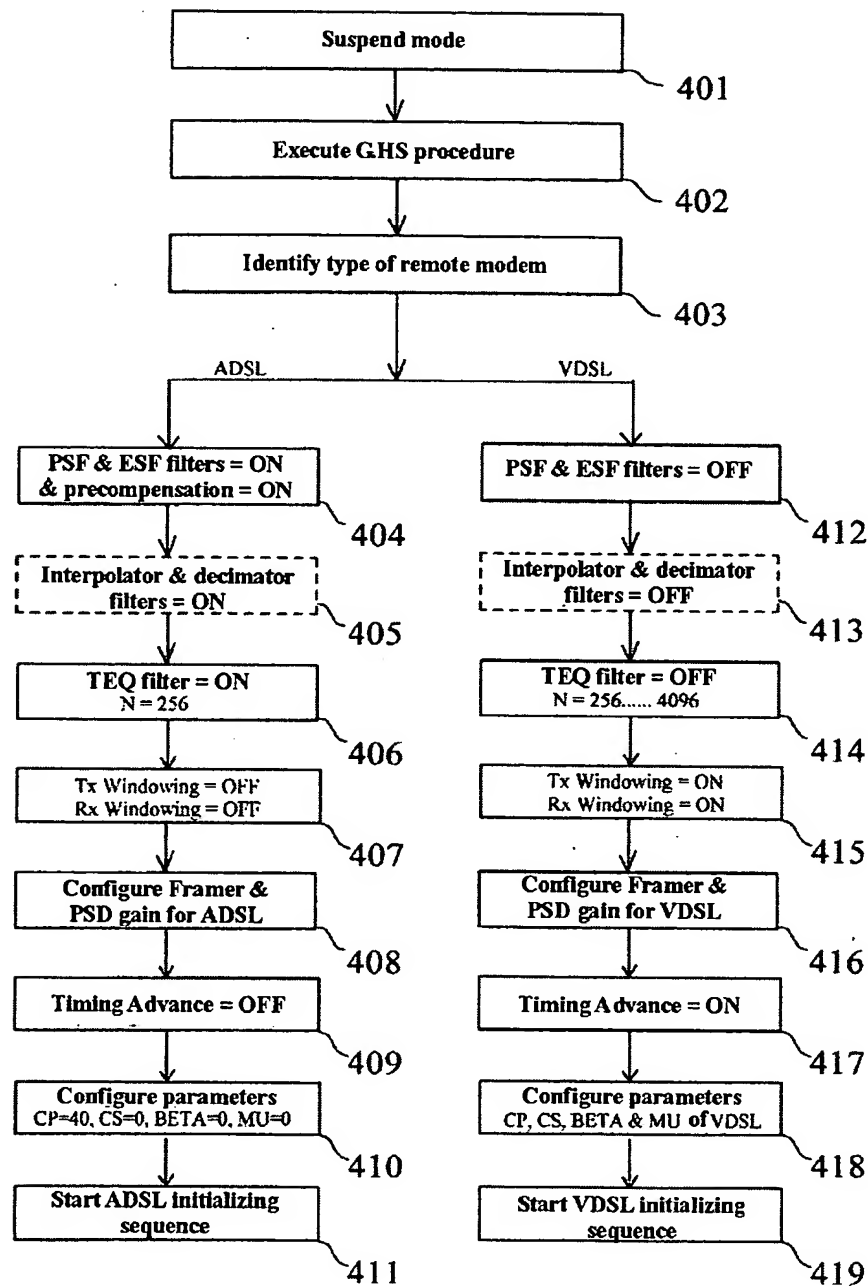 Suspend mode
401
Execute G.HS procedure
402
Identify type of remote modem
403
ADSL
VDSL
PSF & ESF filters = ON
& precompensation = ON
404
Interpolator & decimator
filters = ON
405
TEQ filter = ON
N = 256
406
Tx Windowing = OFF
Rx Windowing = OFF
407
Configure Framer &
PSD gain for ADSL
408
Timing Advance = OFF
409
Configure parameters
CP=40, CS=0, BETA=0, MU=0
410
Start ADSL initializing
sequence
411
PSF & ESF filters = OFF
412
Interpolator & decimator
filters = OFF
413
TEQ filter = OFF
N = 256...... 4096
414
Tx Windowing = ON
Rx Windowing = ON
415
Configure Framer &
PSD gain for VDSL
416
Timing Advance = ON
417
Configure parameters
CP, CS, BETA & MU of VDSL
418
Start VDSL initializing
sequence
419